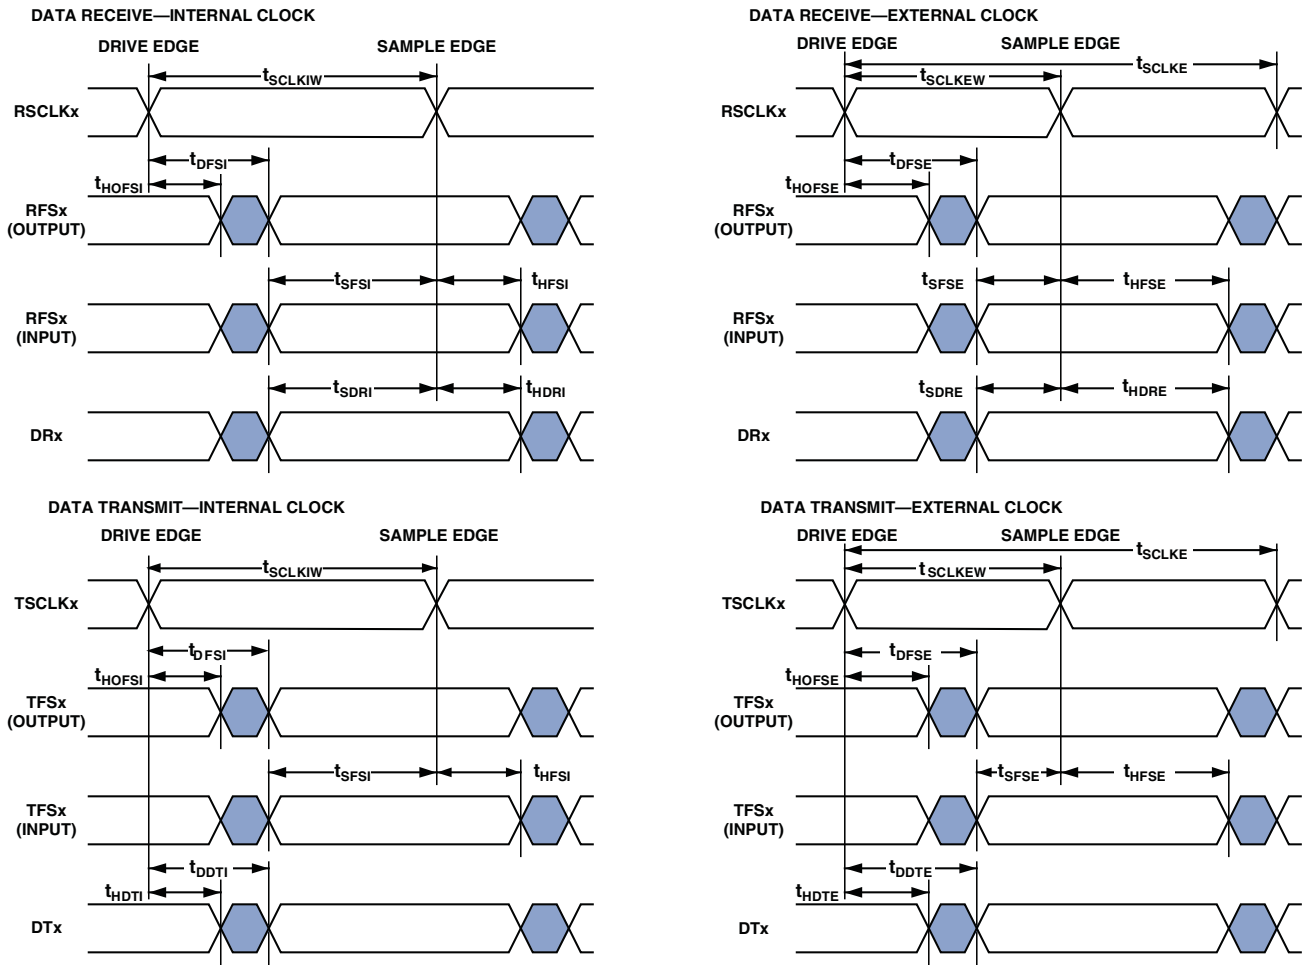 DATA RECEIVE—INTERNAL CLOCK
DRIVE EDGE
SAMPLE EDGE
tSCLKIW
RSCLKx
tDFSI
tHOFSI
RFSx
(OUTPUT)
tSFSI
tHFSI
RFSx
(INPUT)
tSDRI
tHDRI
DRx
DATA RECEIVE—EXTERNAL CLOCK
DRIVE EDGE
SAMPLE EDGE
tSCLKE
tSCLKEW
RSCLKx
tDFSE
tHOFSE
RFSx
(OUTPUT)
tSFSE
tHFSE
RFSx
(INPUT)
tSDRE
tHDRE
DRx
DATA TRANSMIT—INTERNAL CLOCK
DRIVE EDGE
SAMPLE EDGE
tSCLKIW
TSCLKx
tDFSI
tHOFSI
TFSx
(OUTPUT)
tSFSI
tHFSI
TFSx
(INPUT)
tDDTI
tHDTI
DTx
DATA TRANSMIT—EXTERNAL CLOCK
DRIVE EDGE
SAMPLE EDGE
tSCLKE
tSCLKEW
TSCLKx
tDFSE
tHOFSE
TFSx
(OUTPUT)
tSFSE
tHFSE
TFSx
(INPUT)
tDDTE
tHDTE
DTx